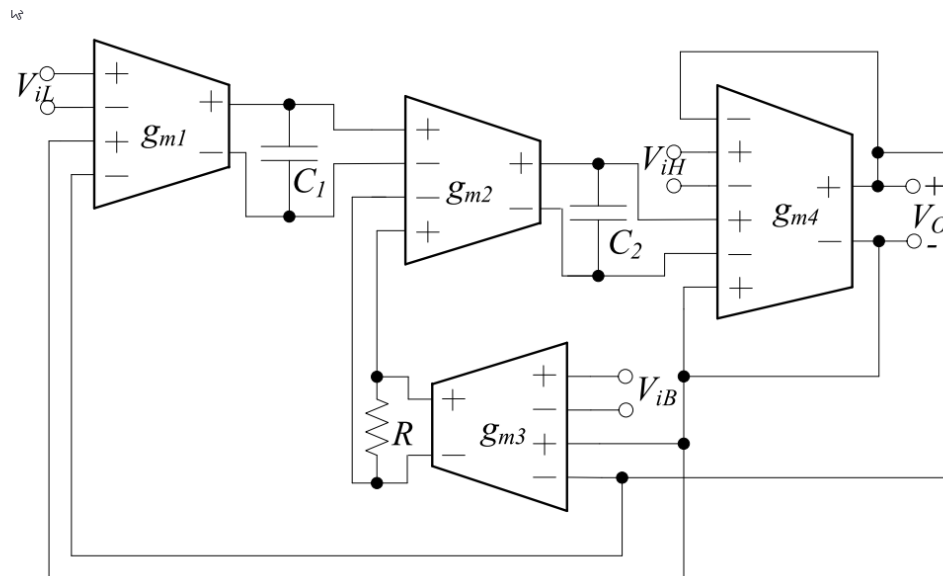 V_iL
+
−
+
−
g_m1
+
−
C_1
+
−
−
+
g_m2
+
−
C_2
V_iH
−
+
−
+
−
+
g_m4
+
−
+
V_O
-
R
+
−
g_m3
+
−
+
−
V_iB